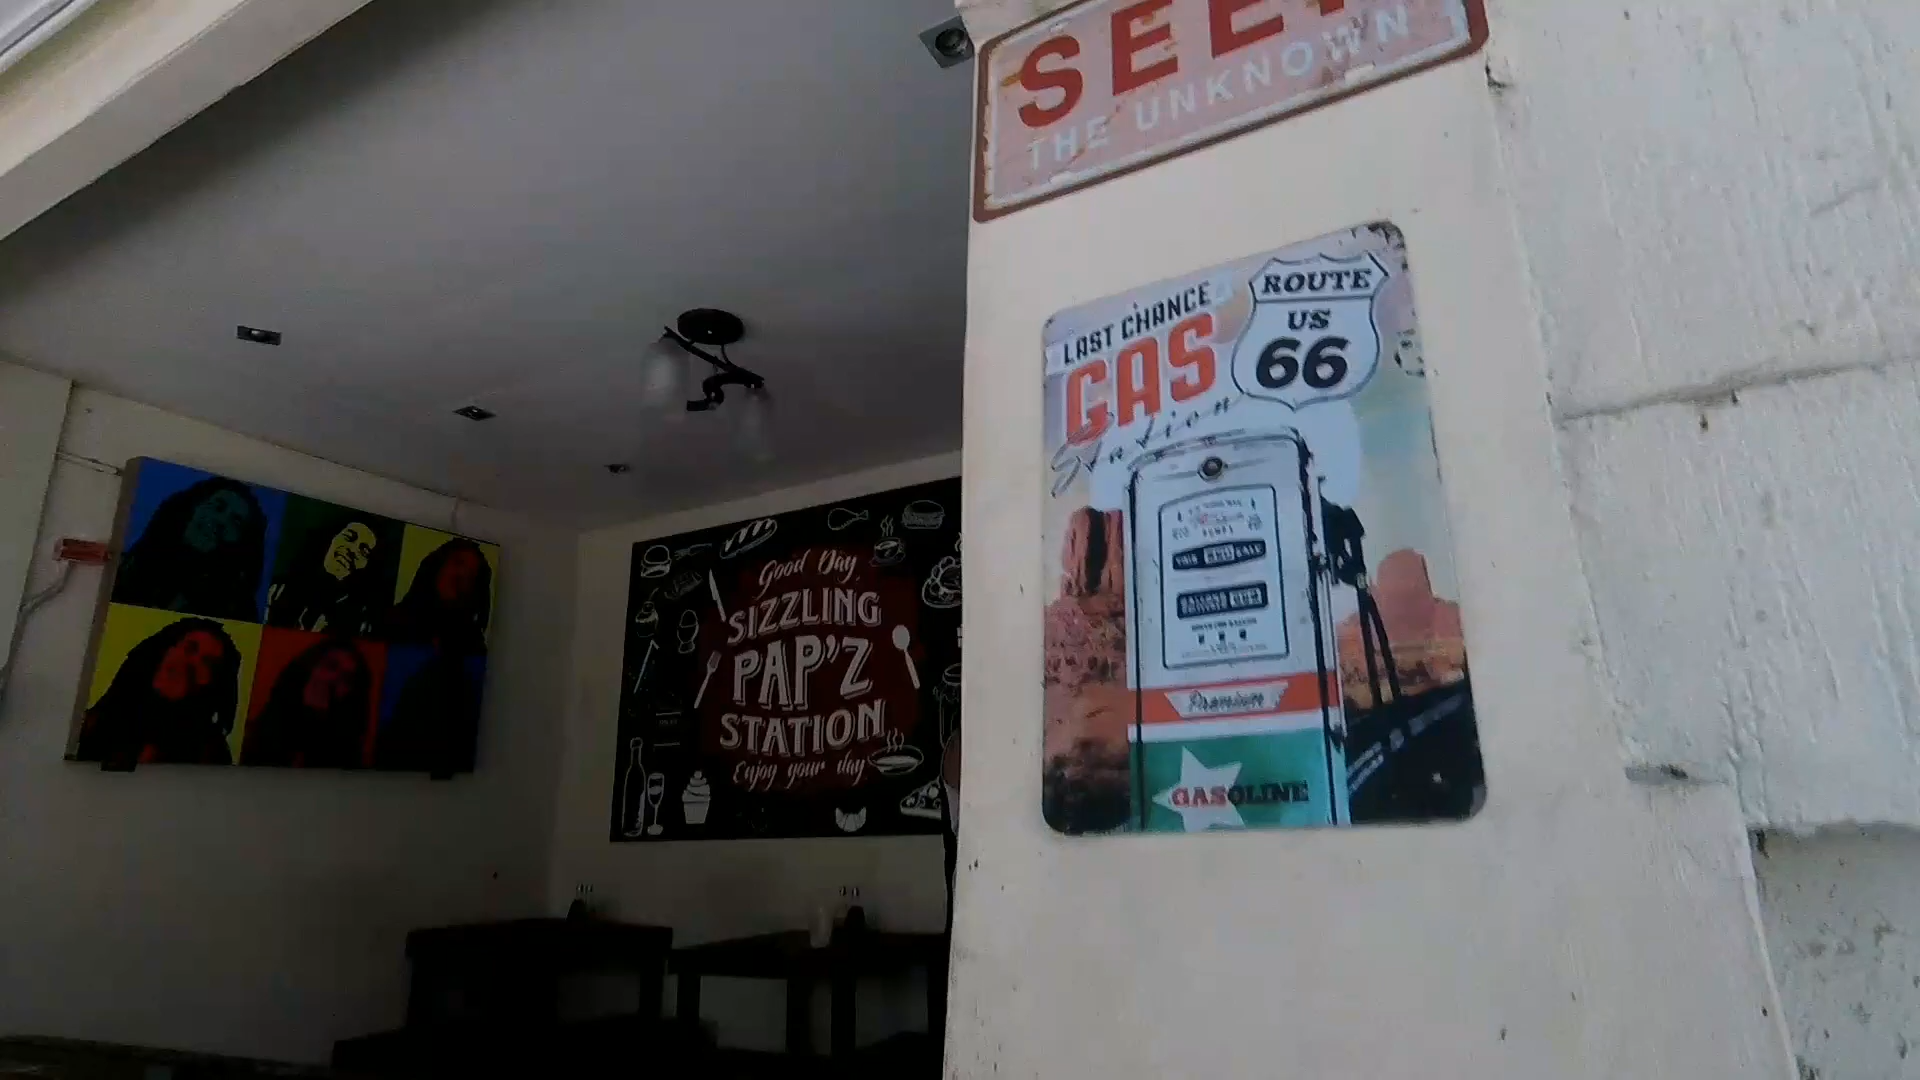 THE UNKNOWN
LAST CHANCE
GAS
Station
ROUTE
US
66
Premium
GASOLINE
Good Day
SIZZLING
PAP'Z
STATION
Enjoy your day